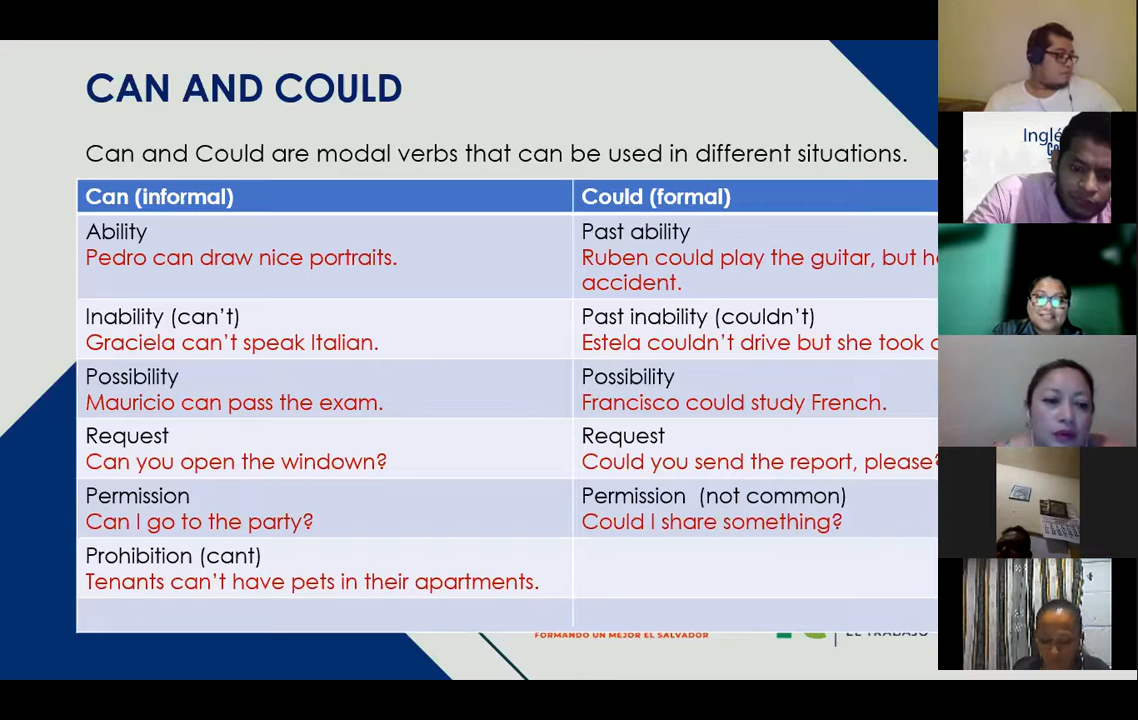 CAN AND COULD
Can and Could are modal verbs that can be used in different situations.
Can (informal)
Could (formal)
Ability
Pedro can draw nice portraits.
Past ability
Ruben could play the guitar, but
accident.
Inability (can't)
Graciela can't speak Italian.
Past inability (couldn't)
Estela couldn't drive but she took
Possibility
Mauricio can pass the exam.
Possibility
Francisco could study French.
Request
Can you open the windown?
Request
Could you send the report, please?
Permission
Can I go to the party?
Permission (not common)
Could I share something?
Prohibition (cant)
Tenants can't have pets in their apartments.
FORMANDO UN MEJOR EL SALVADOR
EL TRABAJO
Inglé